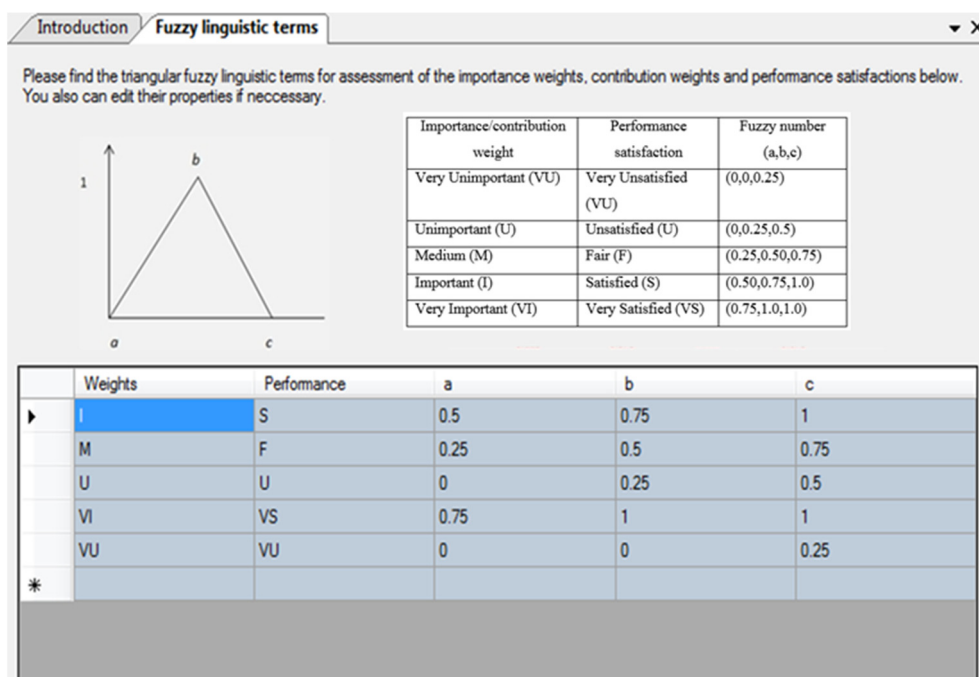 Introduction
Fuzzy linguistic terms
Please find the triangular fuzzy linguistic terms for assessment of the importance weights, contribution weights and performance satisfactions below.
You also can edit their properties if neccessary.
1
b
a
c
Importance/contribution weight Performance satisfaction Fuzzy number (a,b,c)
Very Unimportant (VU) Very Unsatisfied (VU) (0,0,0.25)
Unimportant (U) Unsatisfied (U) (0,0.25,0.5)
Medium (M) Fair (F) (0.25,0.50,0.75)
Important (I) Satisfied (S) (0.50,0.75,1.0)
Very Important (VI) Very Satisfied (VS) (0.75,1.0,1.0)
Weights Performance a b c
I S 0.5 0.75 1
M F 0.25 0.5 0.75
U U 0 0.25 0.5
VI VS 0.75 1 1
VU VU 0 0 0.25